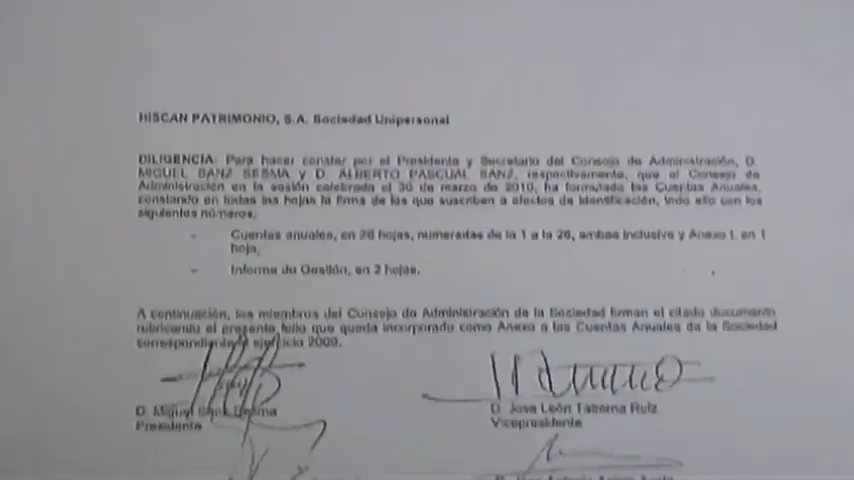 HISCAN PATRIMONIO, S.A. Sociedad Unipersonal
DILIGENCIA: Para hacer constar por el Presidente y Secretario del Consejo de Administración, D.
MIGUEL SANZ SESMA y D. ALBERTO PASCUAL SANZ, respectivamente, que el Consejo de
Administración en la sesión celebrada el 30 de marzo de 2010, ha formulado las Cuentas Anuales,
constando en todas las hojas la firma de los que suscriben a efectos de identificación, todo ello con los
siguientes números:
- Cuentas anuales, en 26 hojas, numeradas de la 1 a la 26, ambas inclusive y Anexo I, en 1
hoja,
- Informe de Gestión, en 2 hojas.
A continuación, los miembros del Consejo de Administración de la Sociedad firman el citado documento
rubricando el presente folio que queda incorporado como Anexo a las Cuentas Anuales de la Sociedad
correspondiente al ejercicio 2009.
D. Miguel Sanz Sesma
Presidente
D. Jose León Taberna Ruiz
Vicepresidente